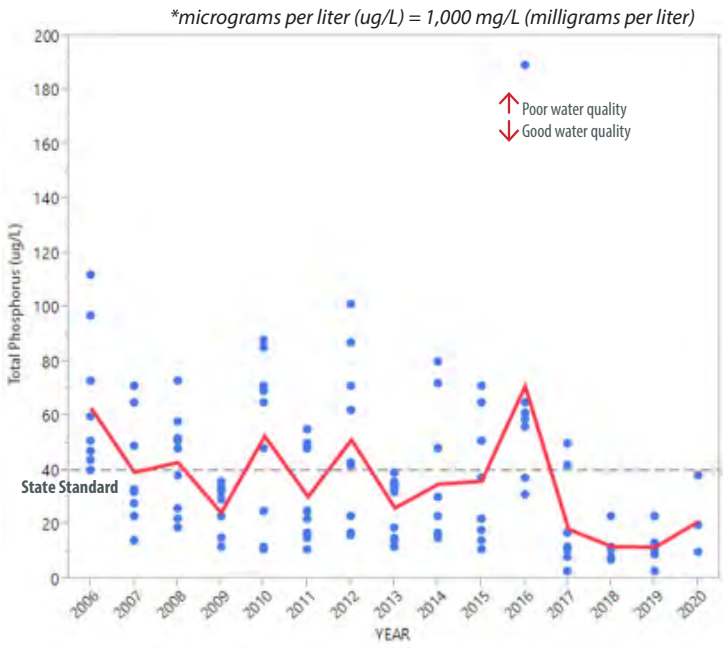 *micrograms per liter (ug/L) = 1,000 mg/L (milligrams per liter)
200
180
Poor water quality
Good water quality
160
140
120
100
80
60
40
State Standard
20
0
Total Phosphorus (ug/L)
2006 2007 2008 2009 2010 2011 2012 2013 2014 2015 2016 2017 2018 2019 2020
YEAR